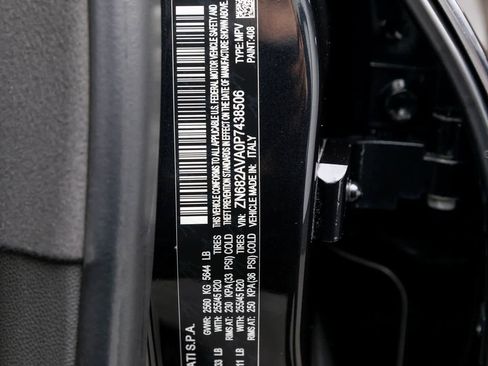 ATI S.P.A.
33 LB
11 LB
GVWR: 2560 KG 5644 LB
WITH: 255/45 R20 TIRES
RIMS AT: 230 KPA (33 PSI) COLD
WITH: 255/45 R20 TIRES
RIMS AT: 250 KPA (36 PSI) COLD
THIS VEHICLE CONFORMS TO ALL APPLICABLE U.S. FEDERAL MOTOR VEHICLE SAFETY AND
THEFT PREVENTION STANDARDS IN EFFECT ON THE DATE OF MANUFACTURE SHOWN ABOVE.
VIN: ZN682AVA0P7438506
VEHICLE MADE IN: ITALY
TYPE: MPV
PAINT: 408